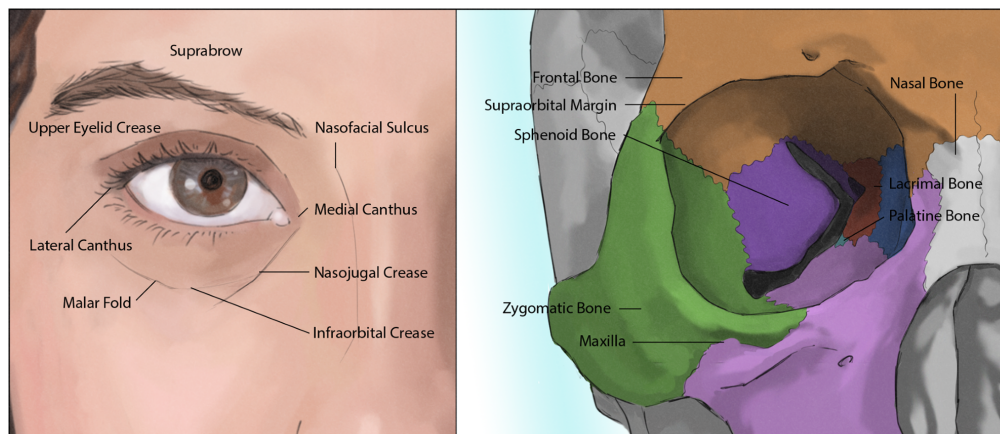 Suprabrow
Upper Eyelid Crease
Nasofacial Sulcus
Medial Canthus
Lateral Canthus
Nasojugal Crease
Malar Fold
Infraorbital Crease
Frontal Bone
Nasal Bone
Supraorbital Margin
Sphenoid Bone
Lacrimal Bone
Palatine Bone
Zygomatic Bone
Maxilla